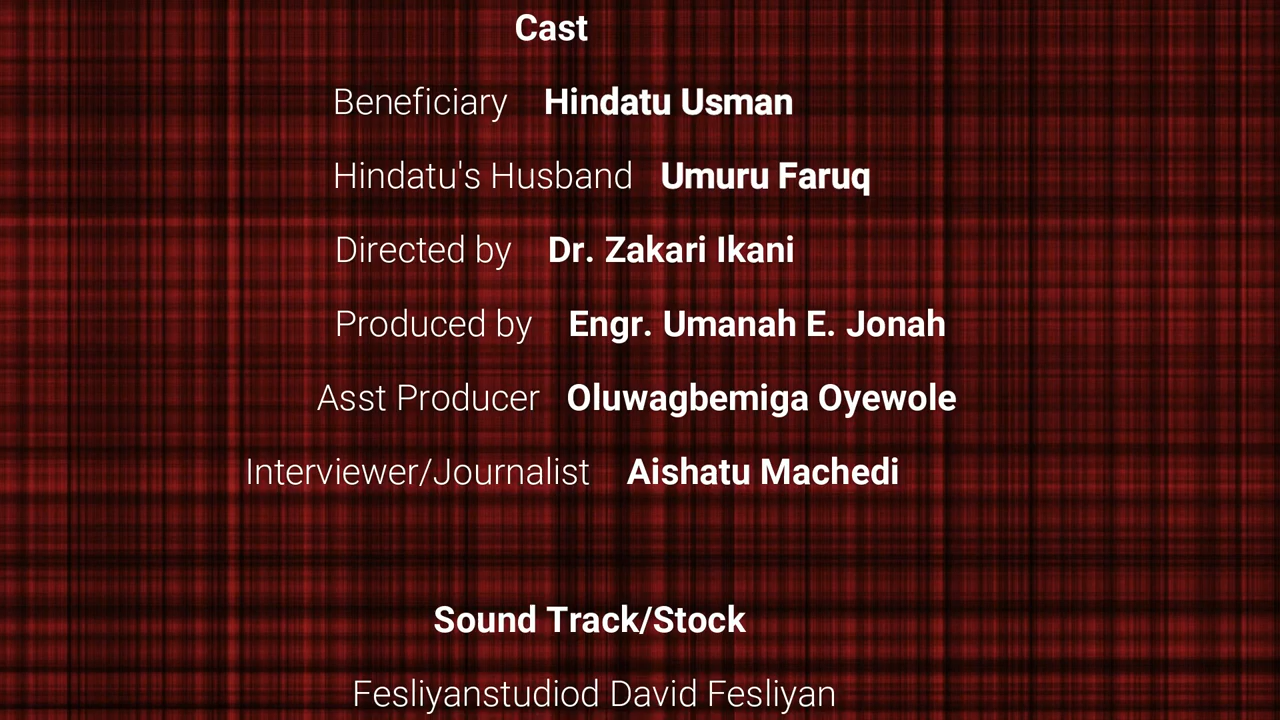 Cast
Beneficiary Hindatu Usman
Hindatu's Husband Umuru Faruq
Directed by Dr. Zakari Ikani
Produced by Engr. Umanah E. Jonah
Asst Producer Oluwagbemiga Oyewole
Interviewer/Journalist Aishatu Machedi
Sound Track/Stock
Fesliyanstudiod David Fesliyan